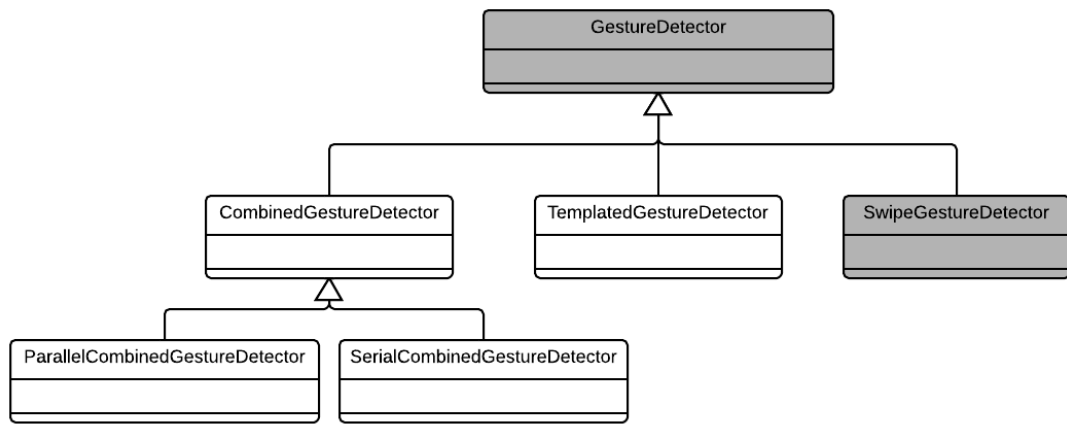 GestureDetector
CombinedGestureDetector
TemplatedGestureDetector
SwipeGestureDetector
ParallelCombinedGestureDetector
SerialCombinedGestureDetector